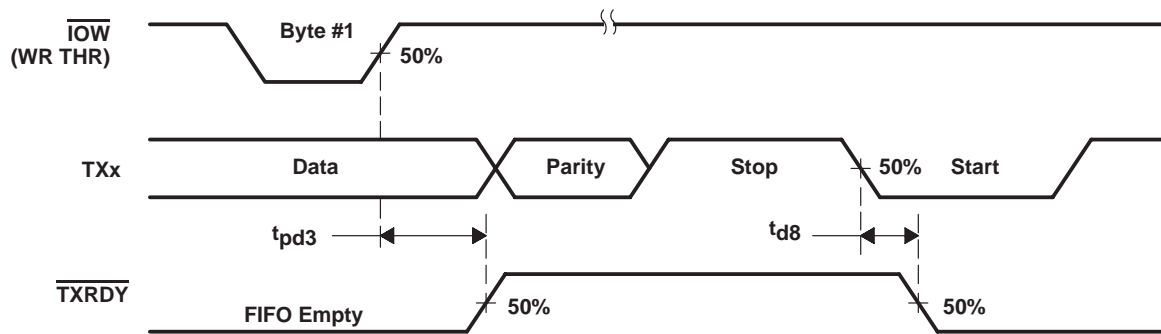 IOW
(WR THR)
Byte #1
50%
TXx
Data
Parity
Stop
50%
Start
tpd3
td8
TXRDY
FIFO Empty
50%
50%